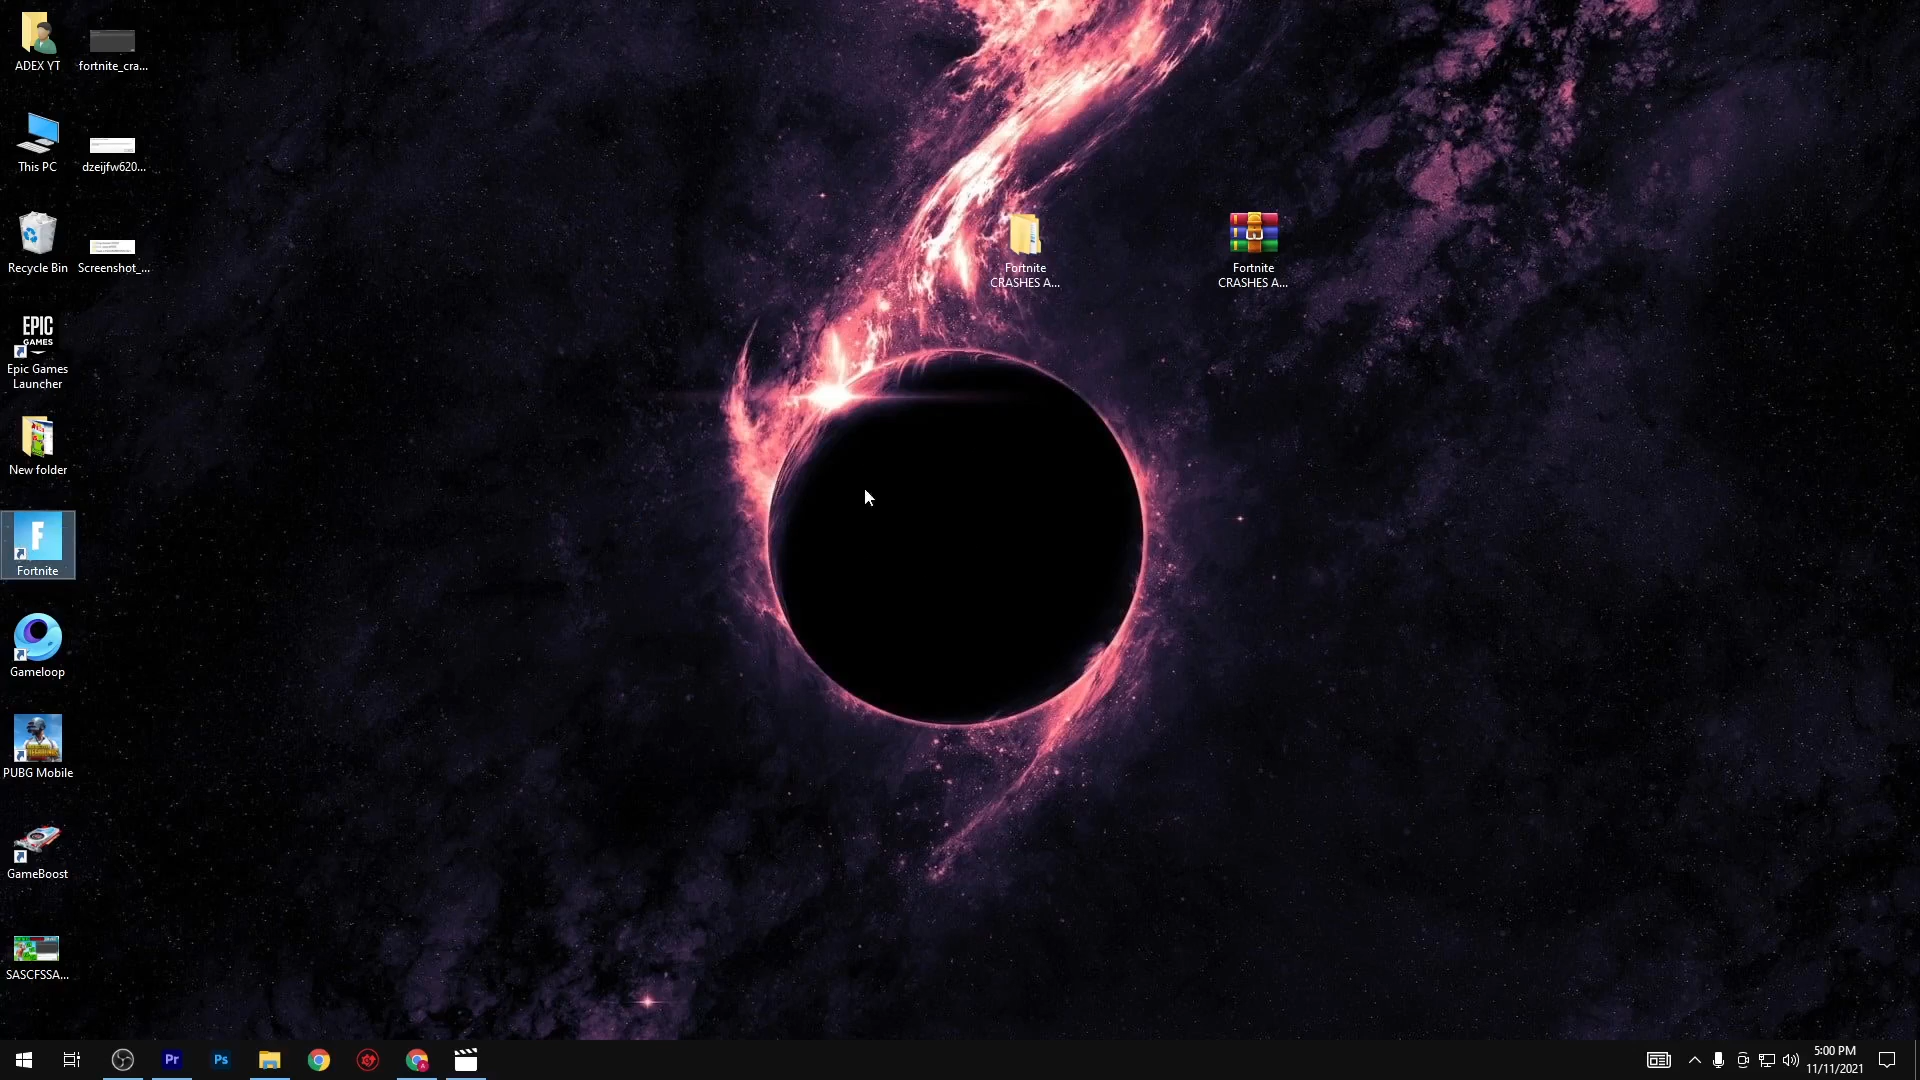 ADEX YT
fortnite_cra...
This PC
dzeijfw620...
Recycle Bin
Screenshot_...
EPIC
GAMES
Epic Games
Launcher
New folder
F
Fortnite
Gameloop
PUBG Mobile
GameBoost
SASCFSSA...
Fortnite
CRASHES A...
Fortnite
CRASHES A...
Pr
Ps
5:00 PM
11/11/2021